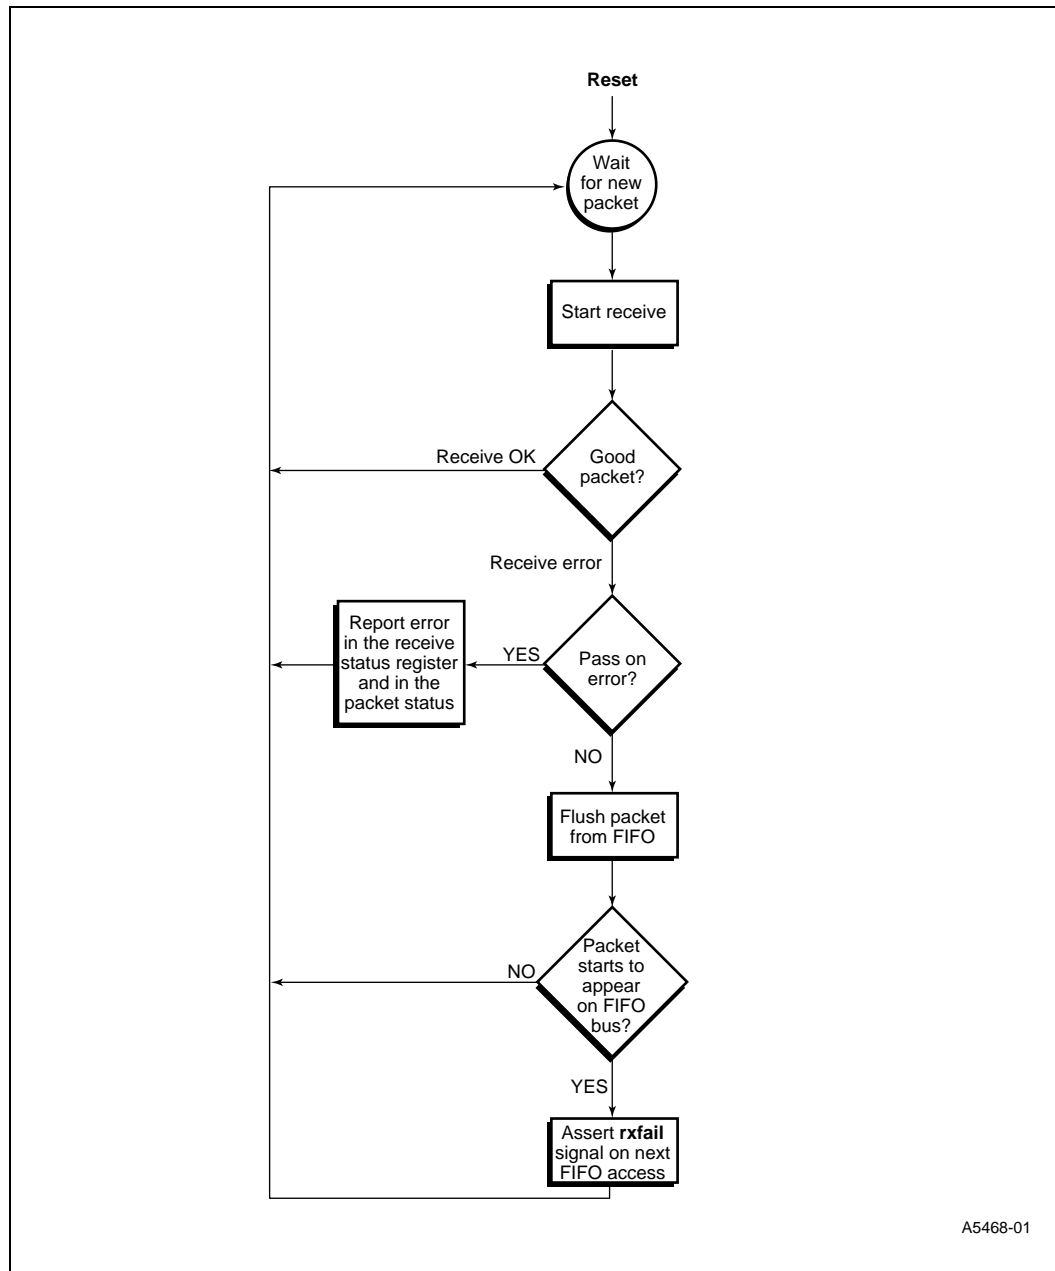 Reset
Wait
for new
packet
Start receive
Receive OK
Good
packet?
Receive error
Report error
in the receive
status register
and in the
packet status
YES
Pass on
error?
NO
Flush packet
from FIFO
NO
Packet
starts to
appear
on FIFO
bus?
YES
Assert rxfail
signal on next
FIFO access
A5468-01